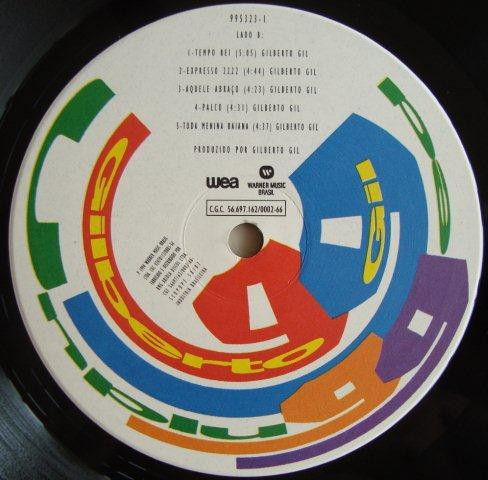 995323-1
LADO B:
1-TEMPO REI (5:05) GILBERTO GIL
2-EXPRESSO 2222 (4:44) GILBERTO GIL
3-AQUELE ABRAÇO (4:23) GILBERTO GIL
4-PALCO (4:31) GILBERTO GIL
5-TODA MENINA BAIANA (4:37) GILBERTO GIL
PRODUZIDO POR GILBERTO GIL
wea
WARNER MUSIC
BRASIL
C.G.C. 56.697.162/0002-66
Gilberto
Gil
unplu